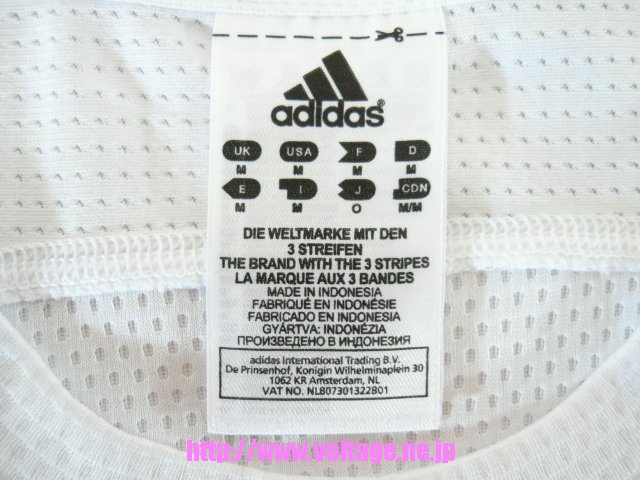 adidas®
UK USA F D
M M M M
E I J CDN
M M O M/M
DIE WELTMARKE MIT DEN
3 STREIFEN
THE BRAND WITH THE 3 STRIPES
LA MARQUE AUX 3 BANDES
MADE IN INDONESIA
FABRIQUÉ EN INDONÉSIE
FABRICADO EN INDONESIA
GYÁRTVA: INDONÉZIA
ПРОИЗВЕДЕНО В ИНДОНЕЗИЯ
adidas International Trading B.V.
De Prinsenhof, Konigin Wilhelminaplein 30
1062 KR Amsterdam, NL
VAT NO. NL807301322B01
http://www.voltage.ne.jp